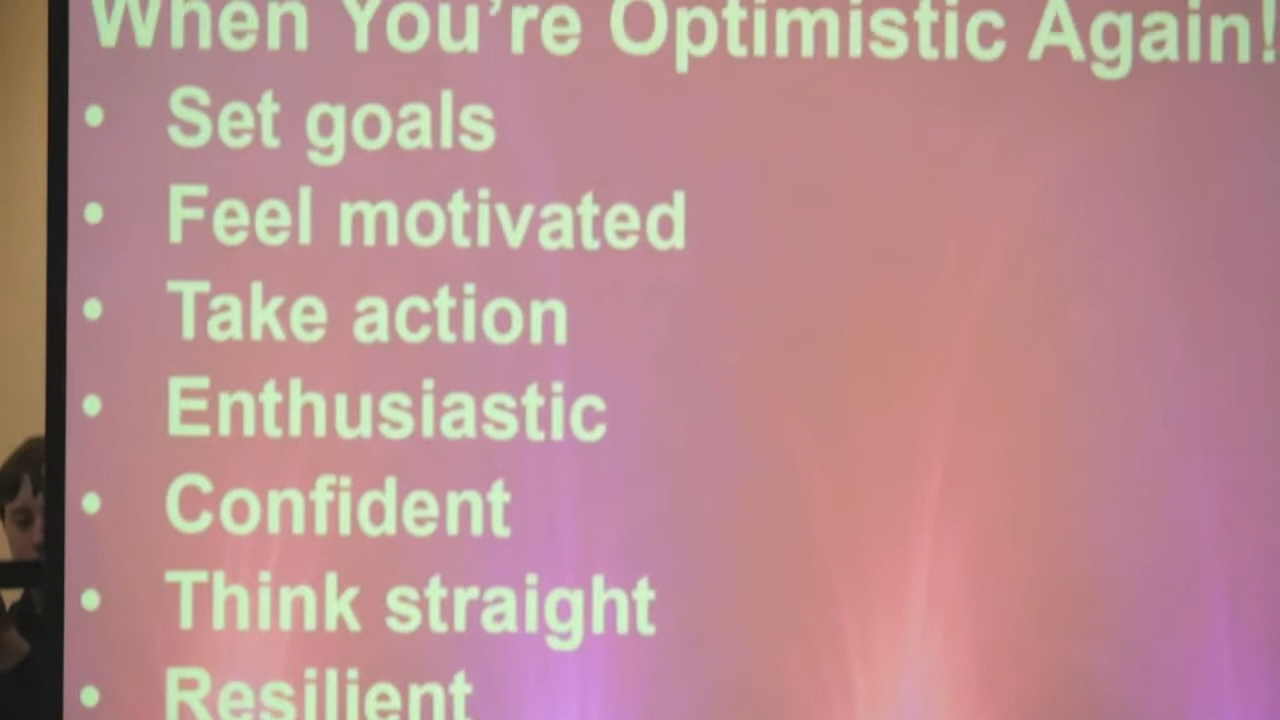 When You're Optimistic Again!
• Set goals
• Feel motivated
• Take action
• Enthusiastic
• Confident
• Think straight
• Resilient